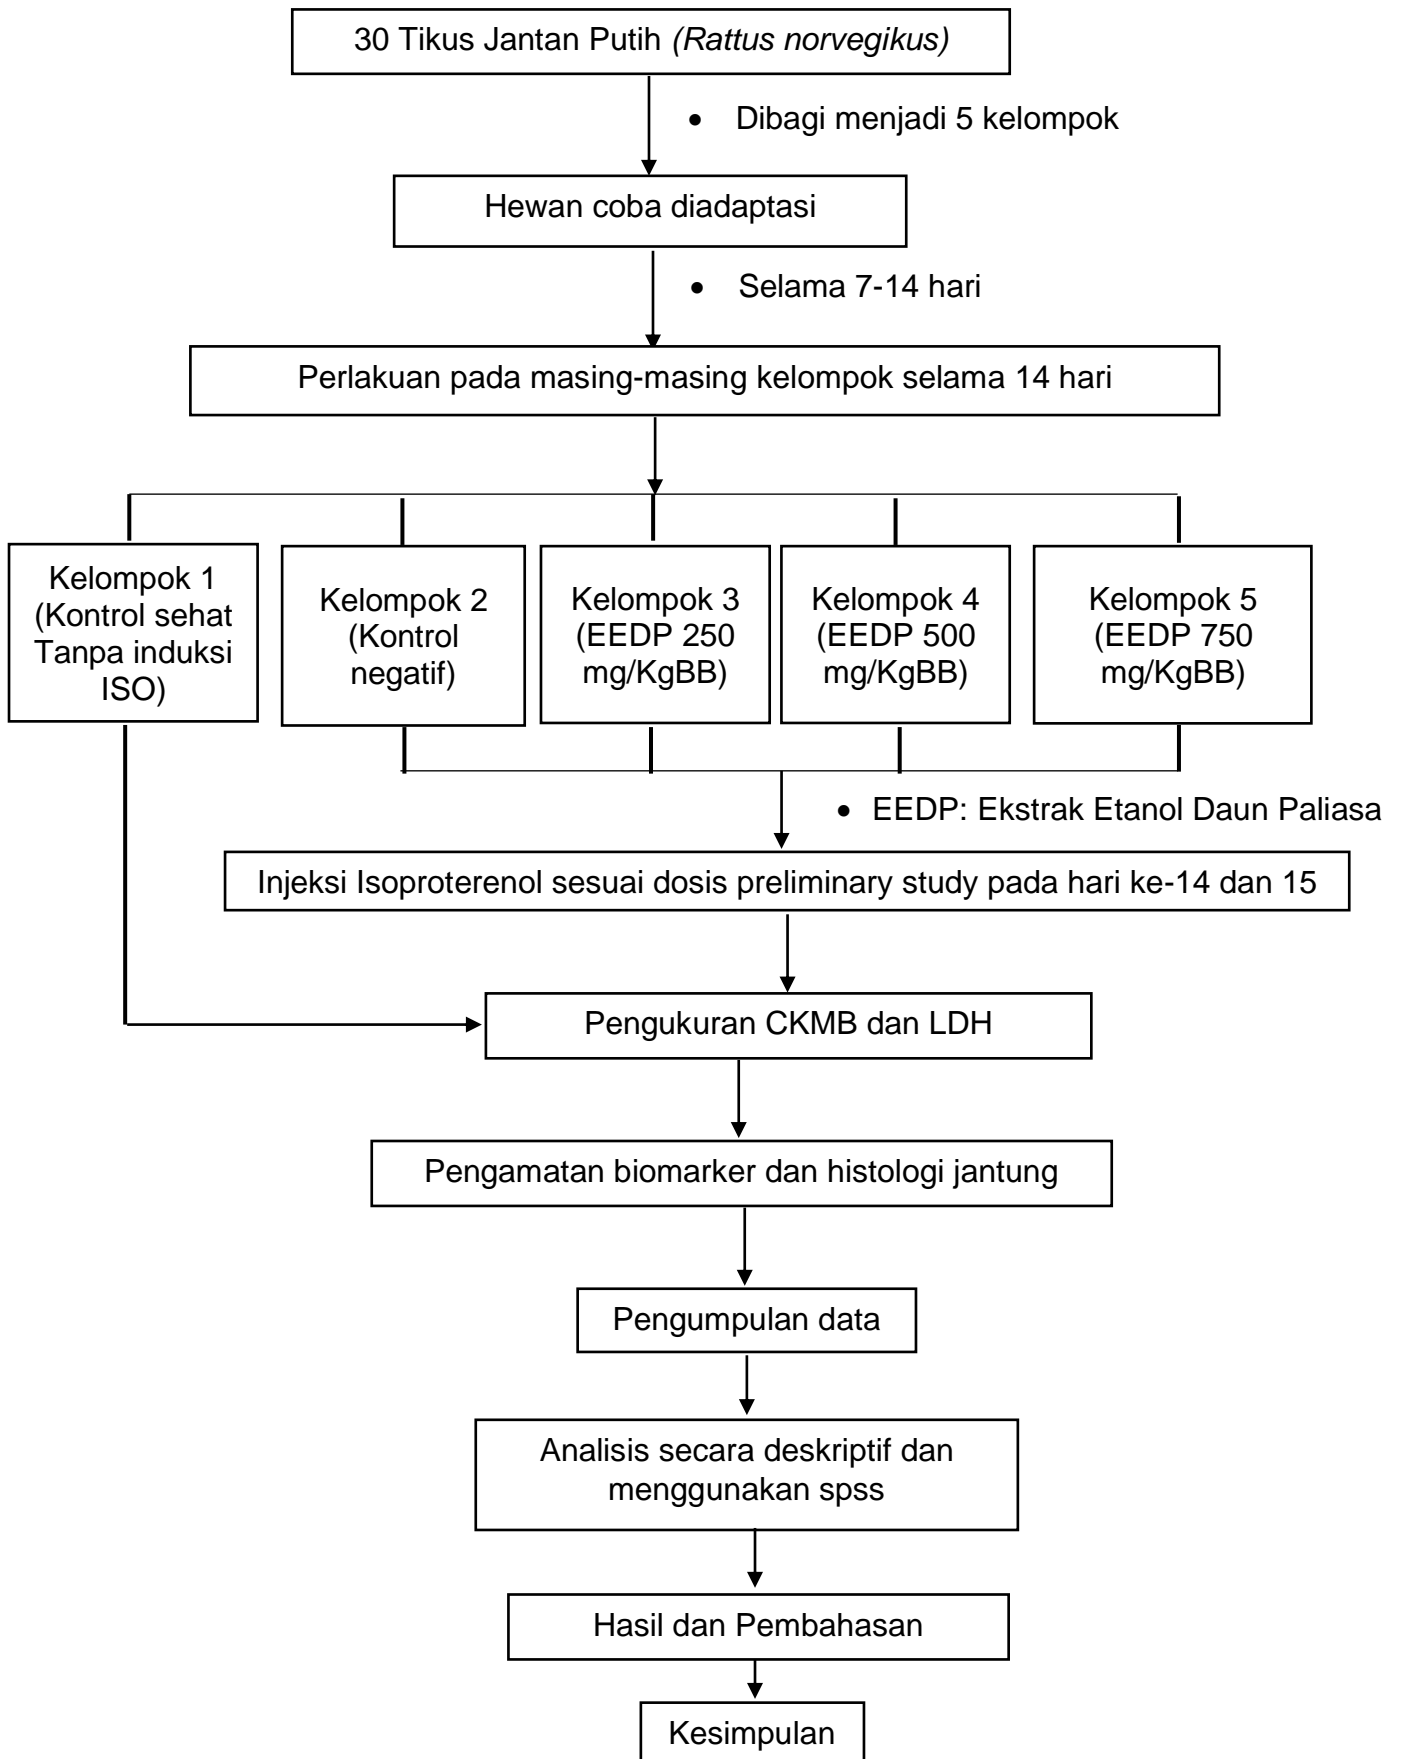 30 Tikus Jantan Putih (Rattus norvegikus)
• Dibagi menjadi 5 kelompok
Hewan coba diadaptasi
• Selama 7-14 hari
Perlakuan pada masing-masing kelompok selama 14 hari
Kelompok 1
(Kontrol sehat
Tanpa induksi
ISO)
Kelompok 2
(Kontrol
negatif)
Kelompok 3
(EEDP 250
mg/KgBB)
Kelompok 4
(EEDP 500
mg/KgBB)
Kelompok 5
(EEDP 750
mg/KgBB)
• EEDP: Ekstrak Etanol Daun Paliasa
Injeksi Isoproterenol sesuai dosis preliminary study pada hari ke-14 dan 15
Pengukuran CKMB dan LDH
Pengamatan biomarker dan histologi jantung
Pengumpulan data
Analisis secara deskriptif dan
menggunakan spss
Hasil dan Pembahasan
Kesimpulan